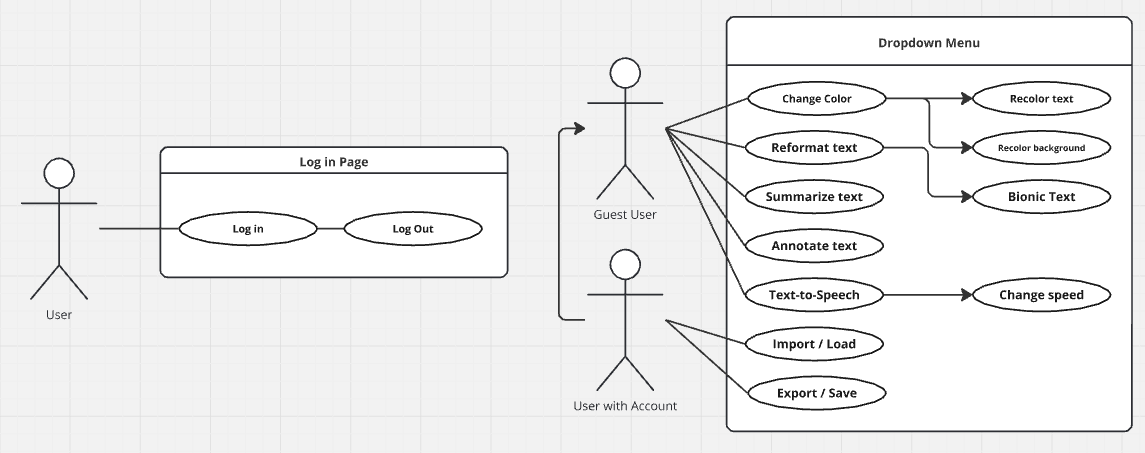 Log in Page
Log in
Log Out
User
Guest User
User with Account
Dropdown Menu
Change Color
Recolor text
Reformat text
Recolor background
Summarize text
Bionic Text
Annotate text
Text-to-Speech
Change speed
Import / Load
Export / Save